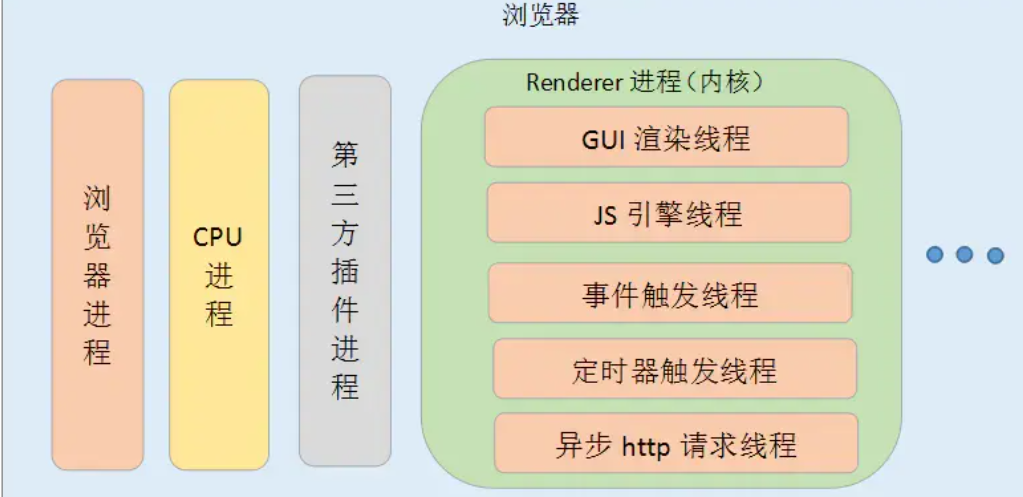 浏览器
浏览器进程
CPU
进程
第三方插件进程
Renderer 进程（内核）
GUI 渲染线程
JS 引擎线程
事件触发线程
定时器触发线程
异步 http 请求线程